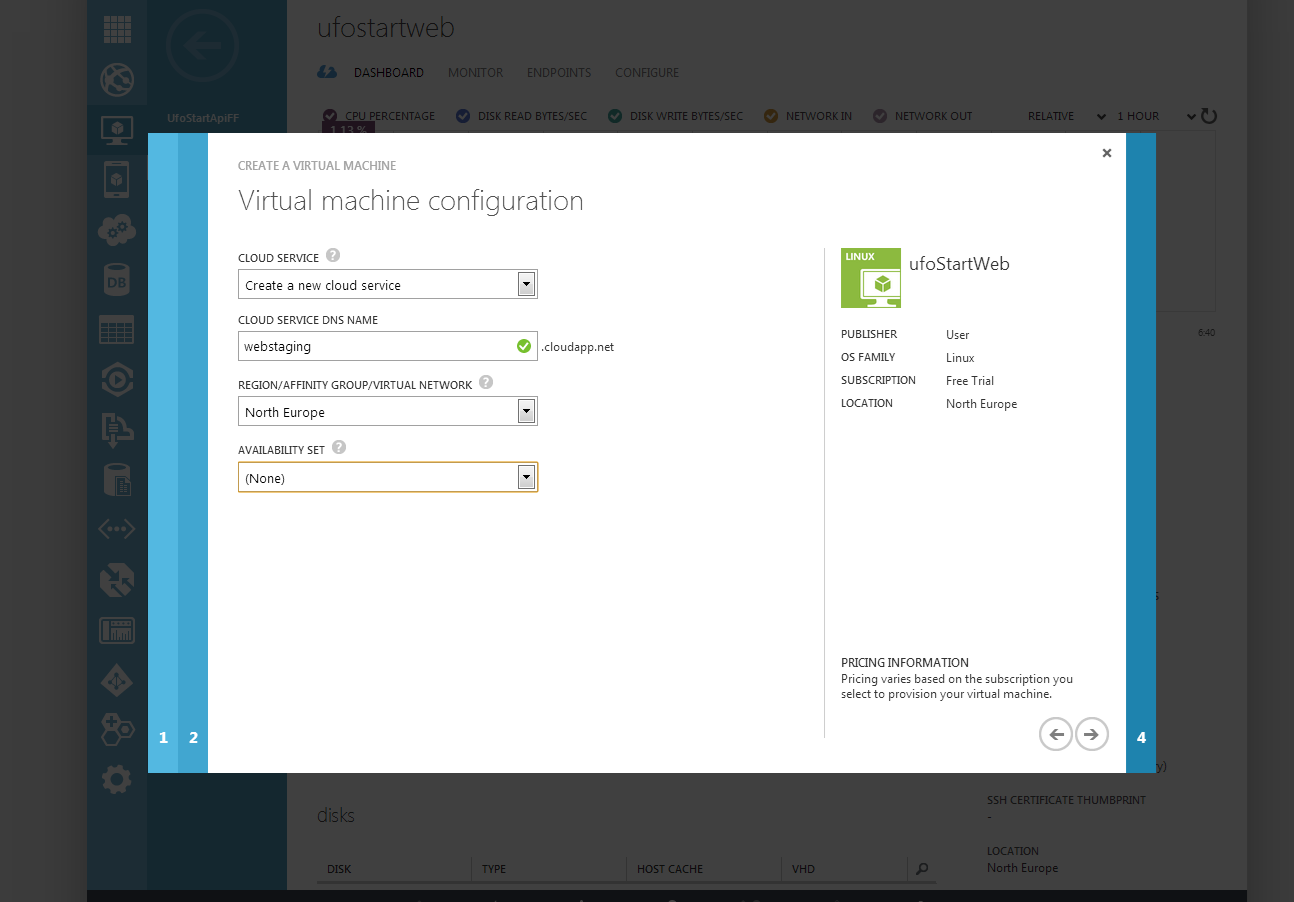 ufostartweb
DASHBOARD MONITOR ENDPOINTS CONFIGURE
UfoStartApiFF
CPU PERCENTAGE DISK READ BYTES/SEC DISK WRITE BYTES/SEC NETWORK IN NETWORK OUT RELATIVE 1 HOUR
1.13 %
CREATE A VIRTUAL MACHINE
Virtual machine configuration
CLOUD SERVICE ?
Create a new cloud service
CLOUD SERVICE DNS NAME
webstaging .cloudapp.net
REGION/AFFINITY GROUP/VIRTUAL NETWORK ?
North Europe
AVAILABILITY SET ?
(None)
LINUX
ufoStartWeb
PUBLISHER User
OS FAMILY Linux
SUBSCRIPTION Free Trial
LOCATION North Europe
6:40
DB
PRICING INFORMATION
Pricing varies based on the subscription you
select to provision your virtual machine.
1 2 4
disks
DISK TYPE HOST CACHE VHD
SSH CERTIFICATE THUMBPRINT
-
LOCATION
North Europe